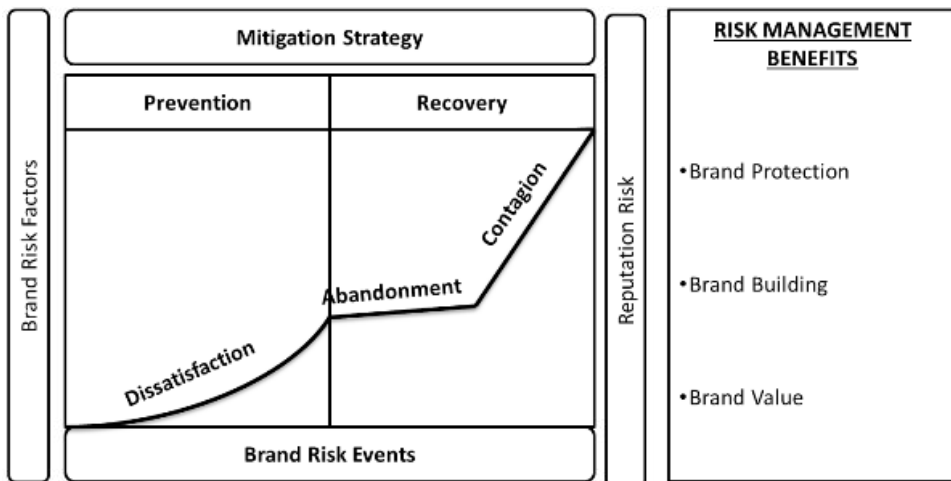 Brand Risk Factors
Mitigation Strategy
Prevention
Recovery
Dissatisfaction
Abandonment
Contagion
Brand Risk Events
Reputation Risk
RISK MANAGEMENT
BENEFITS
•Brand Protection
•Brand Building
•Brand Value